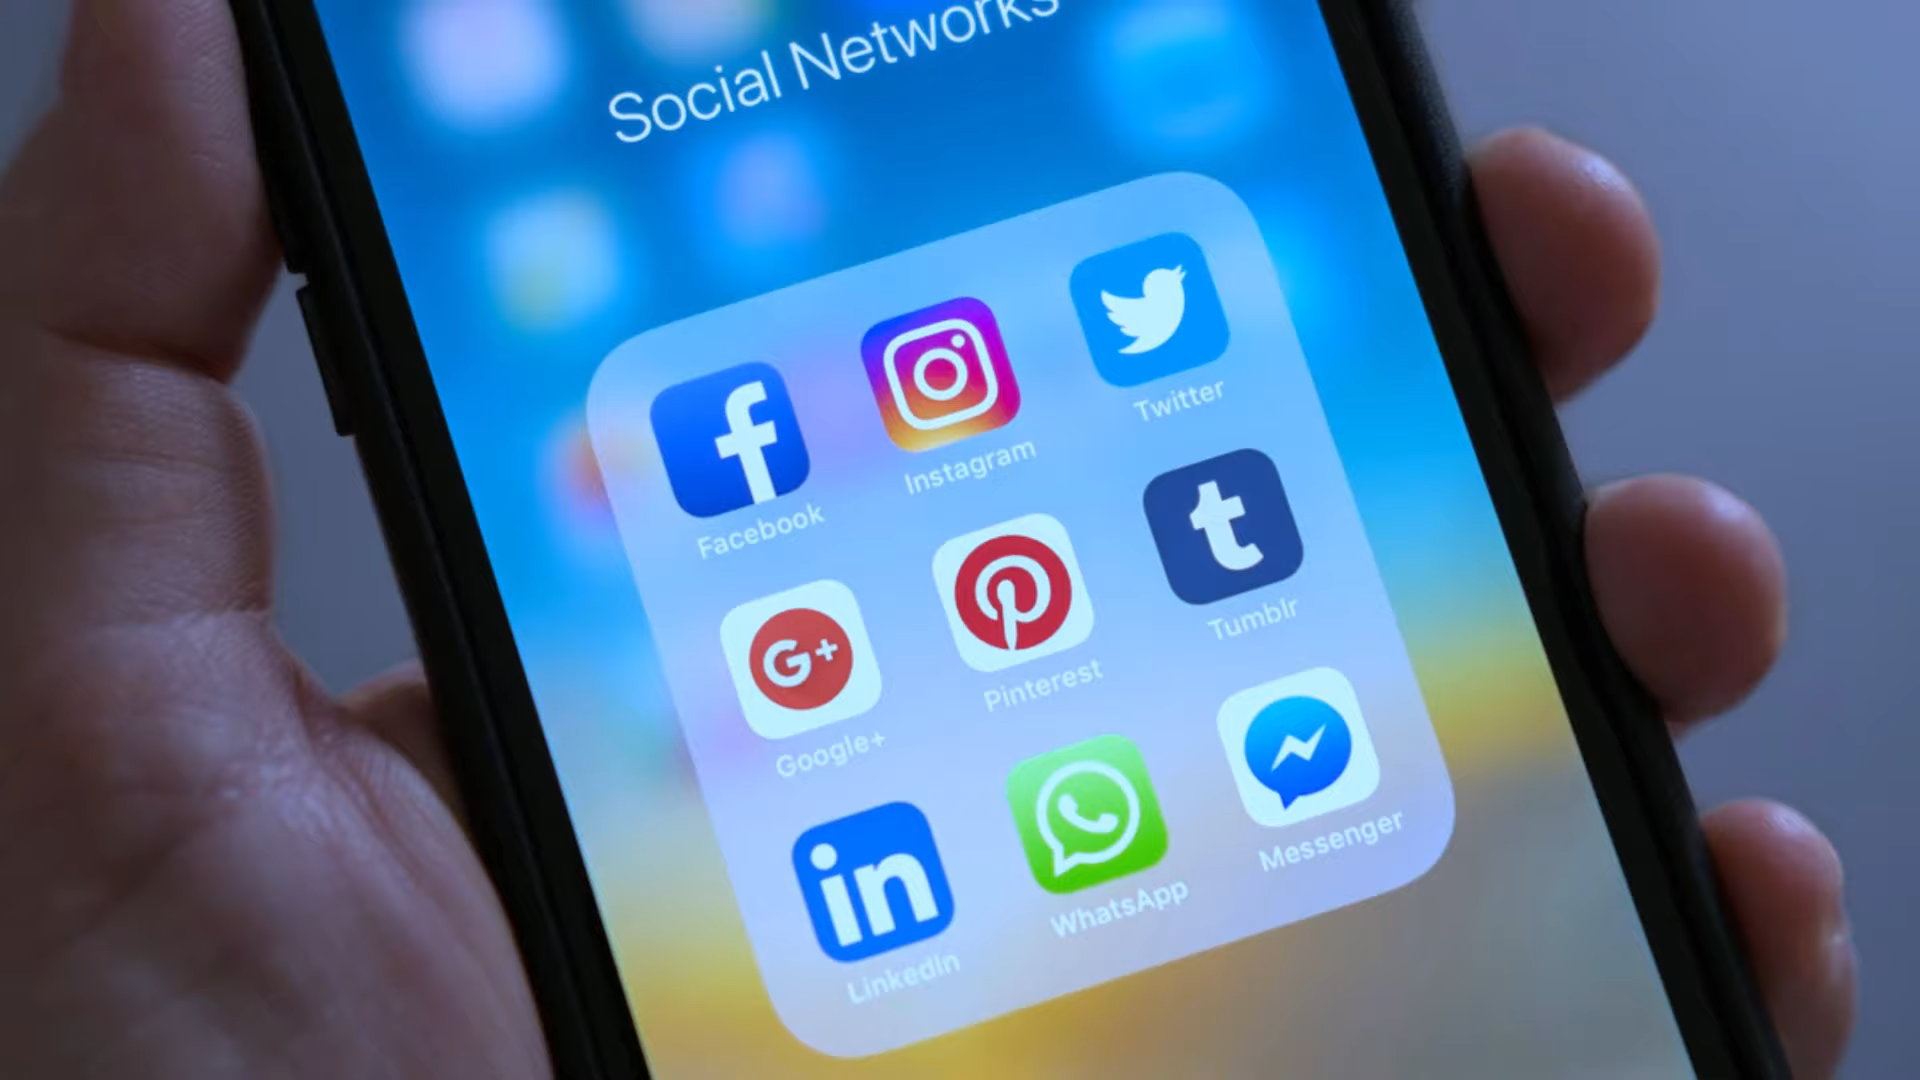 Social Networks
Facebook
Instagram
Twitter
Google+
Pinterest
Tumblr
LinkedIn
WhatsApp
Messenger